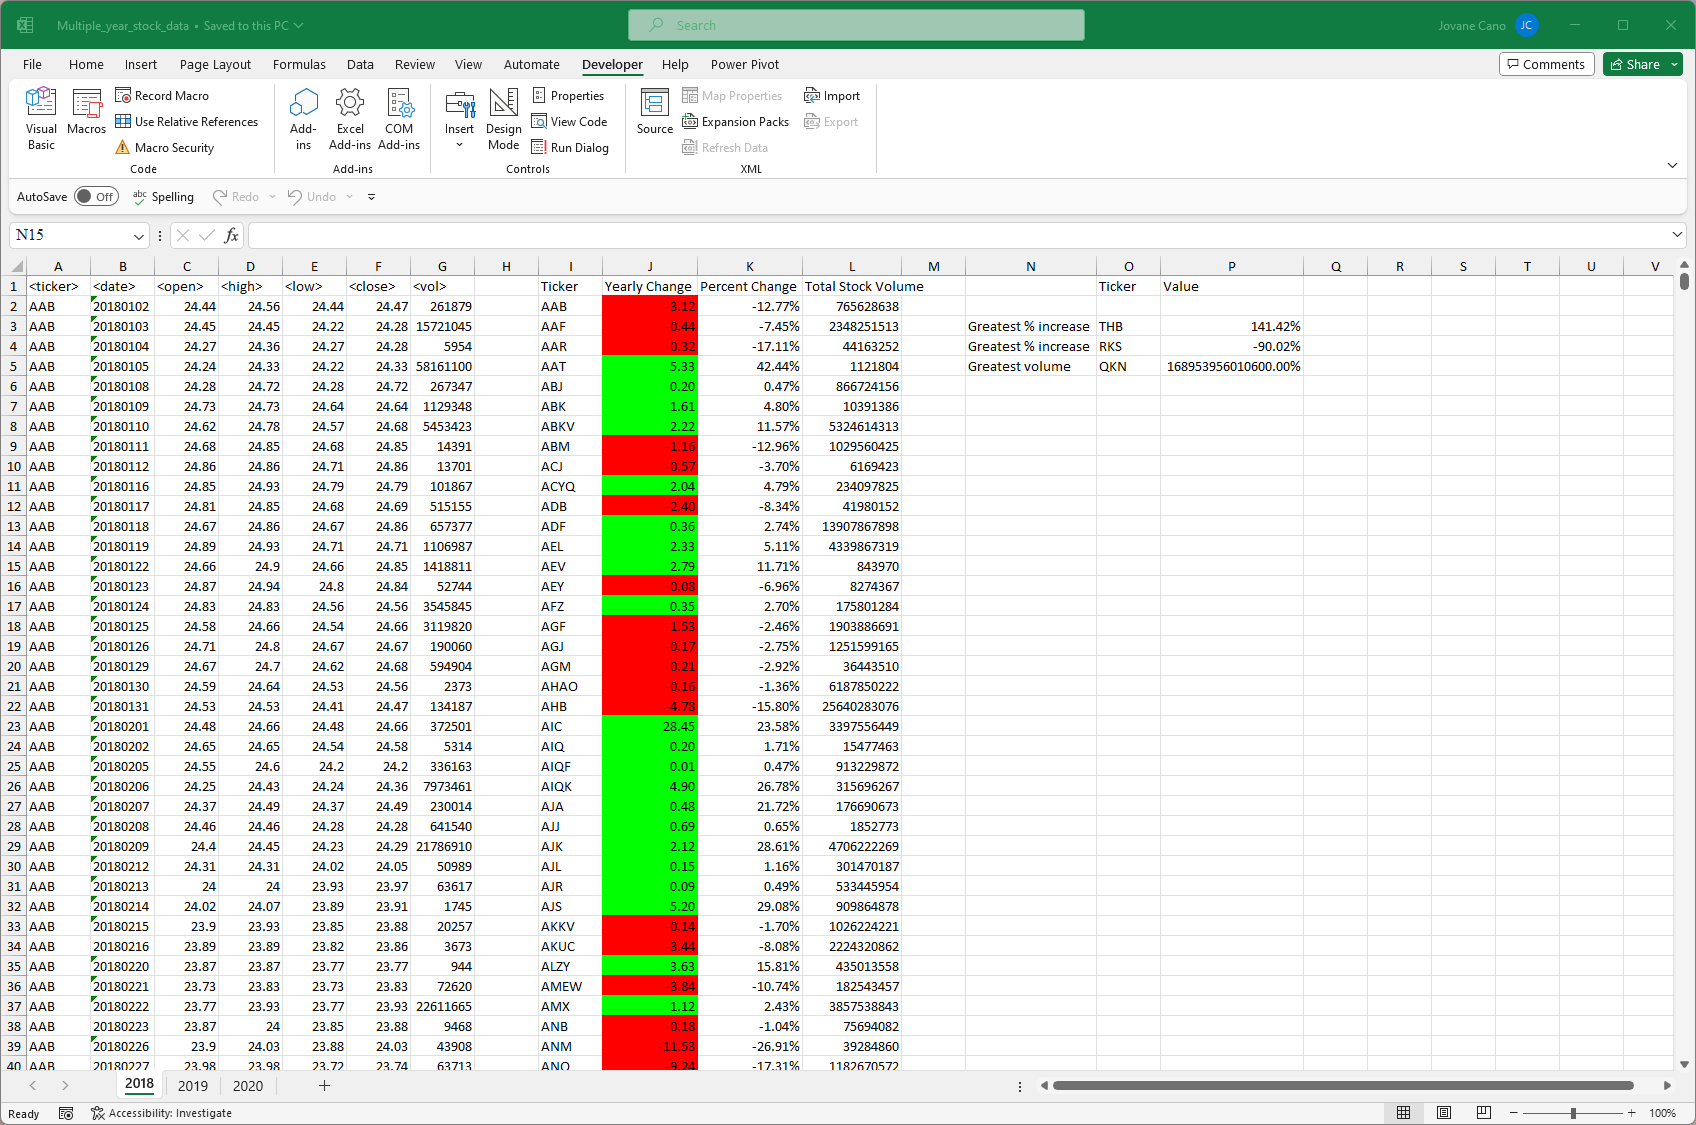 Multiple_year_stock_data • Saved to this PC
Search
Jovane Cano JC
File Home Insert Page Layout Formulas Data Review View Automate Developer Help Power Pivot Comments Share
Visual Basic
Macros
Record Macro
Use Relative References
Macro Security
Code
Add-ins
Excel Add-ins
COM Add-ins
Add-ins
Insert
Design Mode
Properties
View Code
Run Dialog
Controls
Source
Map Properties
Expansion Packs
Refresh Data
Import
Export
XML
AutoSave Off abc Spelling Redo Undo
N15 fx
A B C D E F G H I J K L M N O P Q R S T U V
1 <ticker> <date> <open> <high> <low> <close> <vol> Ticker Yearly Change Percent Change Total Stock Volume Ticker Value
2 AAB 20180102 24.44 24.56 24.44 24.47 261879 AAB -3.12 -12.77% 765628638
3 AAB 20180103 24.45 24.45 24.22 24.28 15721045 AAF -0.44 -7.45% 2348251513 Greatest % increase THB 141.42%
4 AAB 20180104 24.27 24.36 24.27 24.28 5954 AAR -0.32 -17.11% 44163252 Greatest % increase RKS -90.02%
5 AAB 20180105 24.24 24.33 24.22 24.33 58161100 AAT 5.33 42.44% 1121804 Greatest volume QKN 168953956010600.00%
6 AAB 20180108 24.28 24.72 24.28 24.72 267347 ABJ 0.20 0.47% 866724156
7 AAB 20180109 24.73 24.73 24.64 24.64 1129348 ABK 1.61 4.80% 10391386
8 AAB 20180110 24.62 24.78 24.57 24.68 5453423 ABKV 2.22 11.57% 5324614313
9 AAB 20180111 24.68 24.85 24.68 24.85 14391 ABM -1.16 -12.96% 1029560425
10 AAB 20180112 24.86 24.86 24.71 24.86 13701 ACJ -0.57 -3.70% 6169423
11 AAB 20180116 24.85 24.93 24.79 24.79 101867 ACYQ 2.04 4.79% 234097825
12 AAB 20180117 24.81 24.85 24.68 24.69 515155 ADB -2.40 -8.34% 41980152
13 AAB 20180118 24.67 24.86 24.67 24.86 657377 ADF 0.36 2.74% 13907867898
14 AAB 20180119 24.89 24.93 24.71 24.71 1106987 AEL 2.33 5.11% 4339867319
15 AAB 20180122 24.66 24.9 24.66 24.85 1418811 AEV 2.79 11.71% 843970
16 AAB 20180123 24.87 24.94 24.8 24.84 52744 AEY -0.08 -6.96% 8274367
17 AAB 20180124 24.83 24.83 24.56 24.56 3545845 AFZ 0.35 2.70% 175801284
18 AAB 20180125 24.58 24.66 24.54 24.66 3119820 AGF -1.53 -2.46% 1903886691
19 AAB 20180126 24.71 24.8 24.67 24.67 190060 AGJ -0.17 -2.75% 1251599165
20 AAB 20180129 24.67 24.7 24.62 24.68 594904 AGM -0.21 -2.92% 36443510
21 AAB 20180130 24.59 24.64 24.53 24.56 2373 AHAO -0.16 -1.36% 6187850222
22 AAB 20180131 24.53 24.53 24.41 24.47 134187 AHB -4.78 -15.80% 25640283076
23 AAB 20180201 24.48 24.66 24.48 24.66 372501 AIC 28.45 23.58% 3397556449
24 AAB 20180202 24.65 24.65 24.54 24.58 5314 AIQ 0.20 1.71% 15477463
25 AAB 20180205 24.55 24.6 24.2 24.2 336163 AIQF 0.01 0.47% 913229872
26 AAB 20180206 24.25 24.43 24.24 24.36 7973461 AIQK 4.90 26.78% 315696267
27 AAB 20180207 24.37 24.49 24.37 24.49 230014 AJA 0.48 21.72% 176690673
28 AAB 20180208 24.46 24.46 24.28 24.28 641540 AJJ 0.69 0.65% 1852773
29 AAB 20180209 24.4 24.45 24.23 24.29 21786910 AJK 2.12 28.61% 4706222269
30 AAB 20180212 24.31 24.31 24.02 24.05 50989 AJL 0.15 1.16% 301470187
31 AAB 20180213 24 24 23.93 23.97 63617 AJR 0.09 0.49% 533445954
32 AAB 20180214 24.02 24.07 23.89 23.91 1745 AJS 5.20 29.08% 909864878
33 AAB 20180215 23.9 23.93 23.85 23.88 20257 AKKV -0.14 -1.70% 1026224221
34 AAB 20180216 23.89 23.89 23.82 23.86 3673 AKUC -3.44 -8.08% 2224320862
35 AAB 20180220 23.87 23.87 23.77 23.77 944 ALZY 3.63 15.81% 435013558
36 AAB 20180221 23.73 23.83 23.73 23.83 72620 AMEW -3.84 -10.74% 182543457
37 AAB 20180222 23.77 23.93 23.77 23.93 22611665 AMX 1.12 2.43% 3857538843
38 AAB 20180223 23.87 24 23.85 23.88 9468 ANB -0.18 -1.04% 75694082
39 AAB 20180226 23.9 24.03 23.88 24.03 43908 ANM -11.53 -26.91% 39284860
40 AAB 20180227 23.98 23.98 23.72 23.74 63713 ANO -9.24 -17.31% 1182670572
2018 2019 2020
Ready Accessibility: Investigate 100%